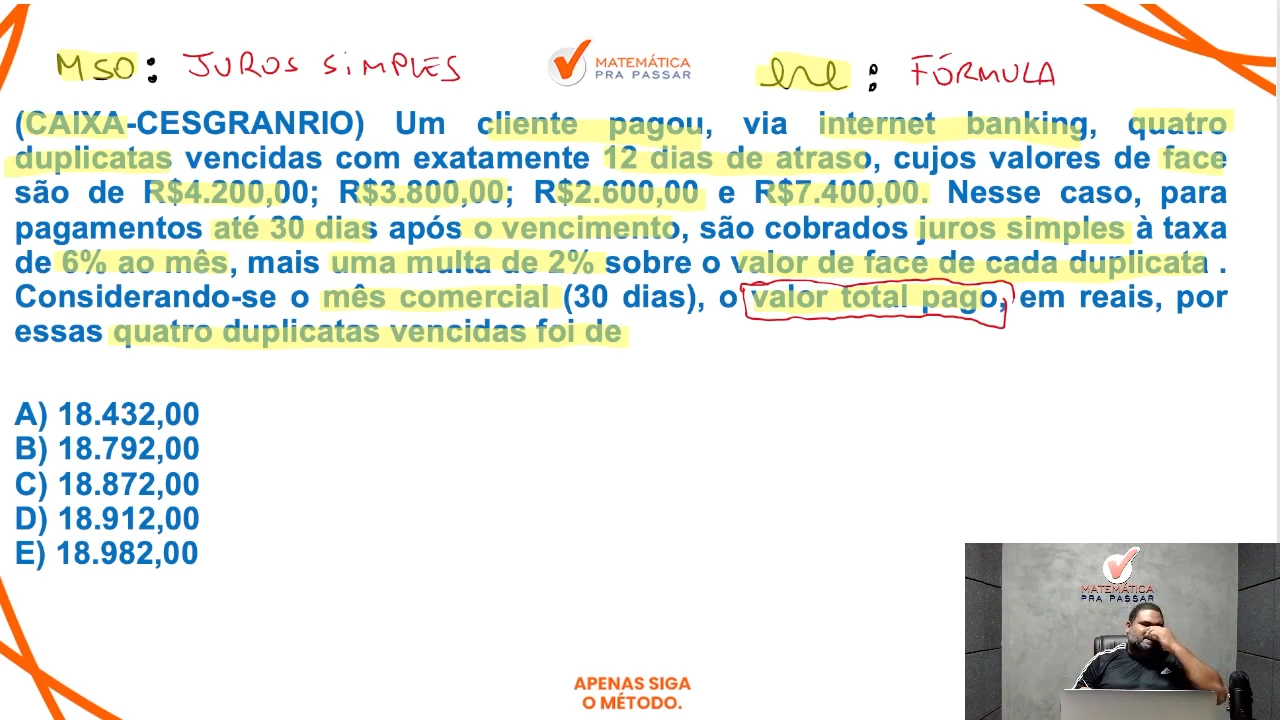 MSO: JUROS SIMPLES
MATEMÁTICA
PRA PASSAR
: FÓRMULA
(CAIXA-CESGRANRIO) Um cliente pagou, via internet banking, quatro
duplicatas vencidas com exatamente 12 dias de atraso, cujos valores de face
são de R$4.200,00; R$3.800,00; R$2.600,00 e R$7.400,00. Nesse caso, para
pagamentos até 30 dias após o vencimento, são cobrados juros simples à taxa
de 6% ao mês, mais uma multa de 2% sobre o valor de face de cada duplicata .
Considerando-se o mês comercial (30 dias), o valor total pago, em reais, por
essas quatro duplicatas vencidas foi de
A) 18.432,00
B) 18.792,00
C) 18.872,00
D) 18.912,00
E) 18.982,00
MATEMÁTICA
PRA PASSAR
APENAS SIGA
O MÉTODO.